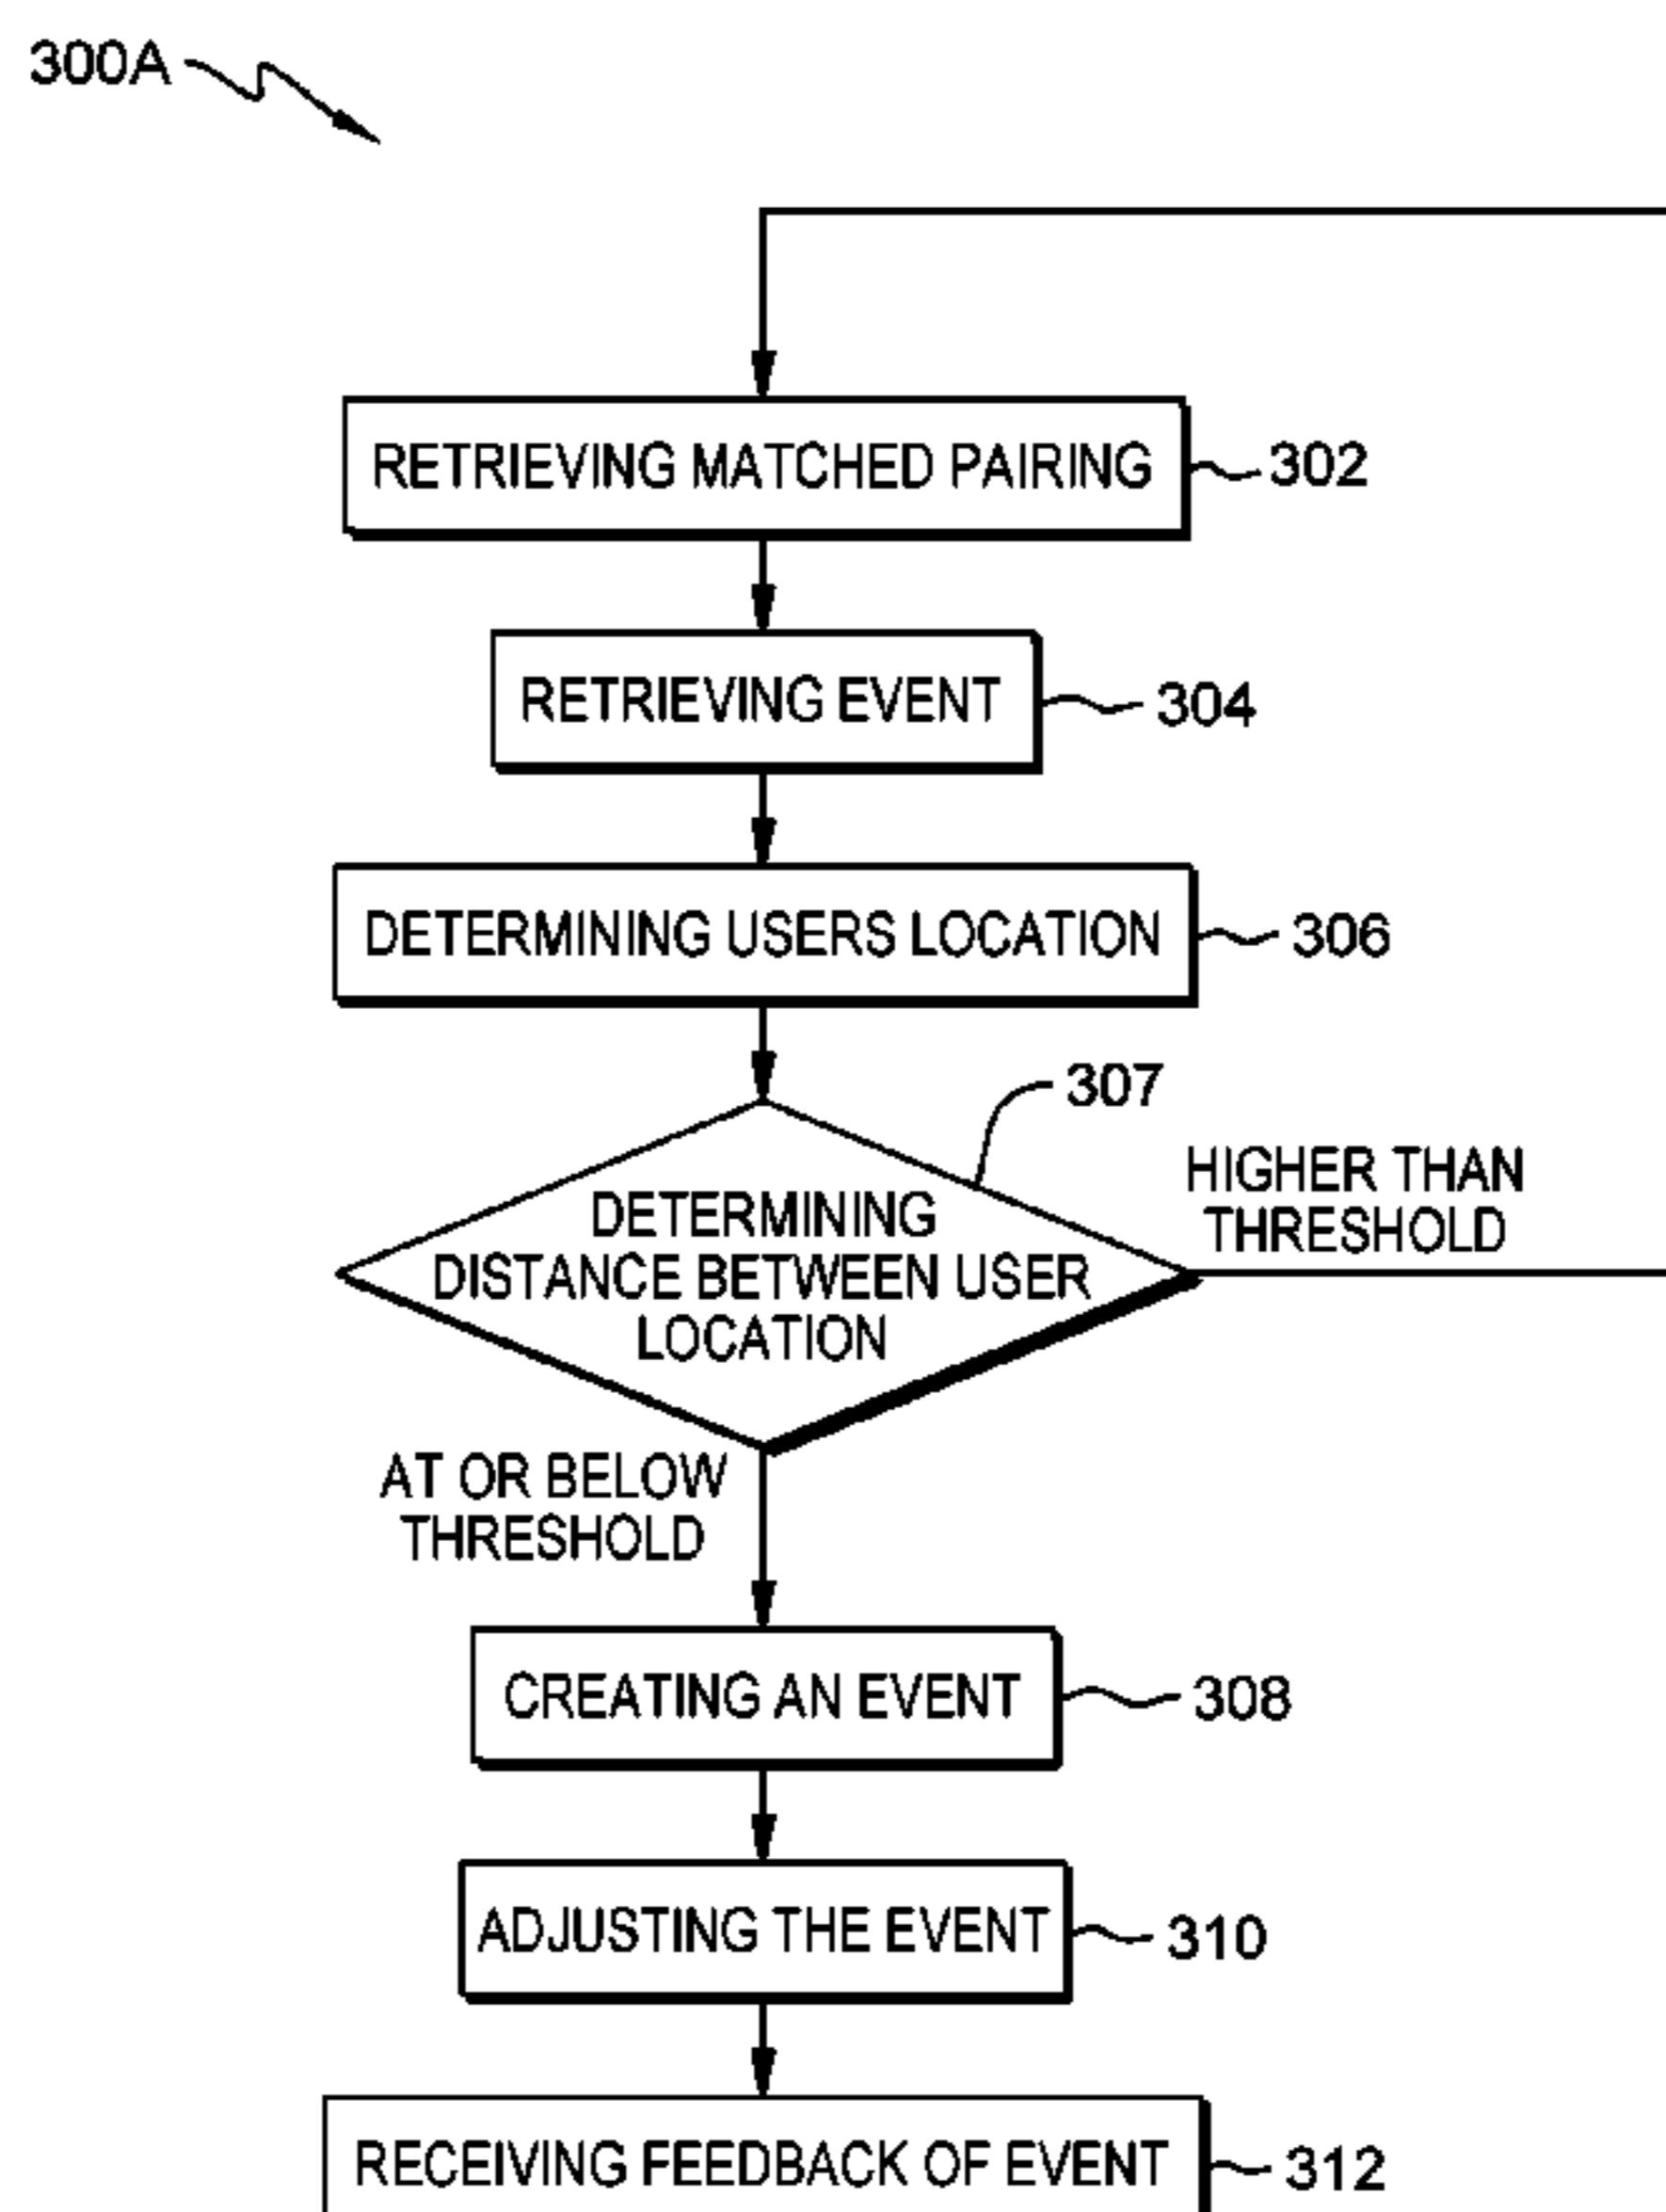 300A
RETRIEVING MATCHED PAIRING
302
RETRIEVING EVENT
304
DETERMINING USERS LOCATION
306
307
DETERMINING
DISTANCE BETWEEN USER
LOCATION
HIGHER THAN
THRESHOLD
AT OR BELOW
THRESHOLD
CREATING AN EVENT
308
ADJUSTING THE EVENT
310
RECEIVING FEEDBACK OF EVENT
312